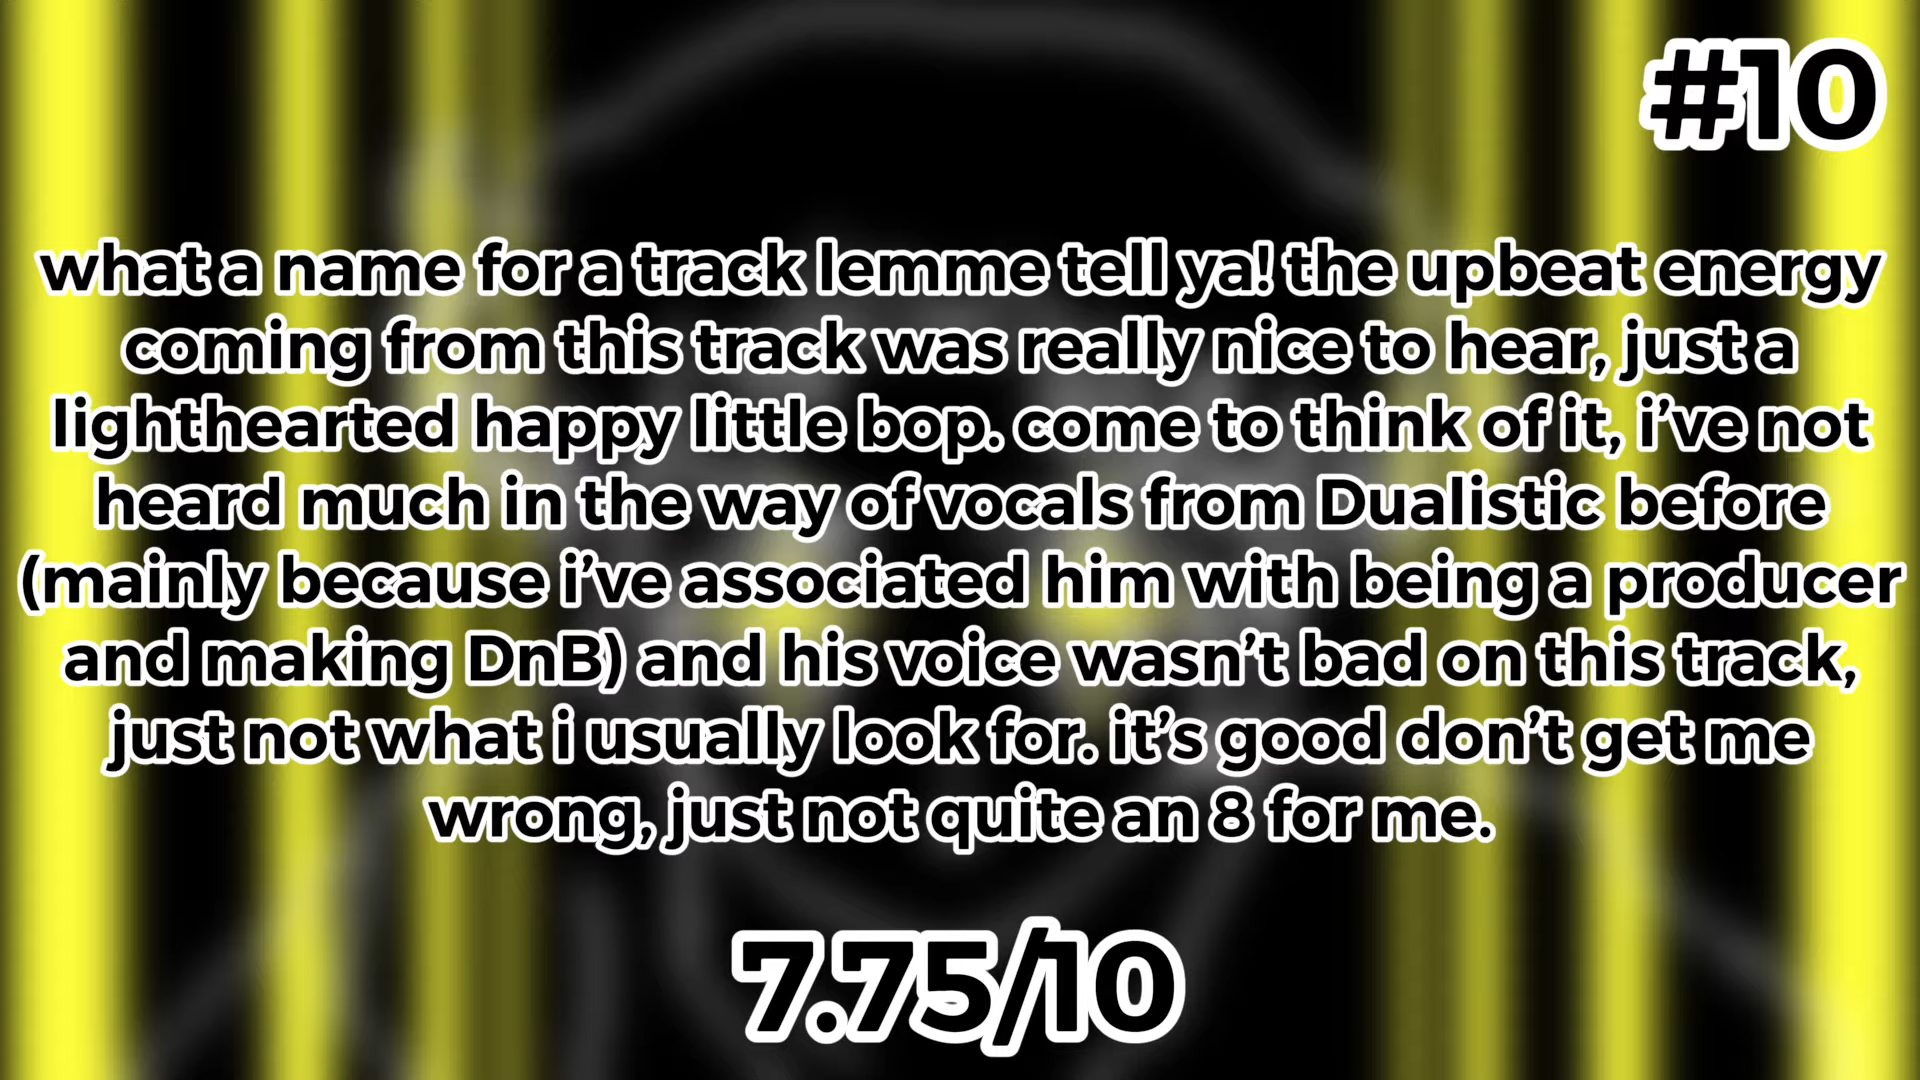 #10
what a name for a track lemme tell ya! the upbeat energy
coming from this track was really nice to hear, just a
lighthearted happy little bop. come to think of it, i’ve not
heard much in the way of vocals from Dualistic before
(mainly because i’ve associated him with being a producer
and making DnB) and his voice wasn’t bad on this track,
just not what i usually look for. it’s good don’t get me
wrong, just not quite an 8 for me.
7.75/10